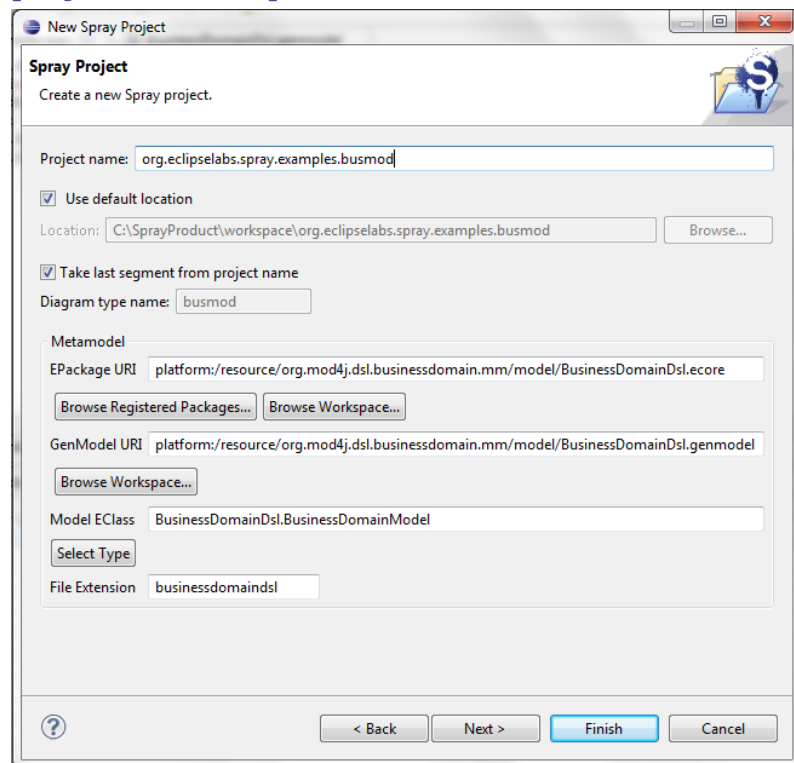 New Spray Project
Spray Project
Create a new Spray project.
Project name: org.eclipselabs.spray.examples.busmod
Use default location
Location: C:\SprayProduct\workspace\org.eclipselabs.spray.examples.busmod Browse...
Take last segment from project name
Diagram type name: busmod
Metamodel
EPackage URI platform:/resource/org.mod4j.dsl.businessdomain.mm/model/BusinessDomainDsl.ecore
Browse Registered Packages... Browse Workspace...
GenModel URI platform:/resource/org.mod4j.dsl.businessdomain.mm/model/BusinessDomainDsl.genmodel
Browse Workspace...
Model EClass BusinessDomainDsl.BusinessDomainModel
Select Type
File Extension businessdomaindsl
< Back Next > Finish Cancel